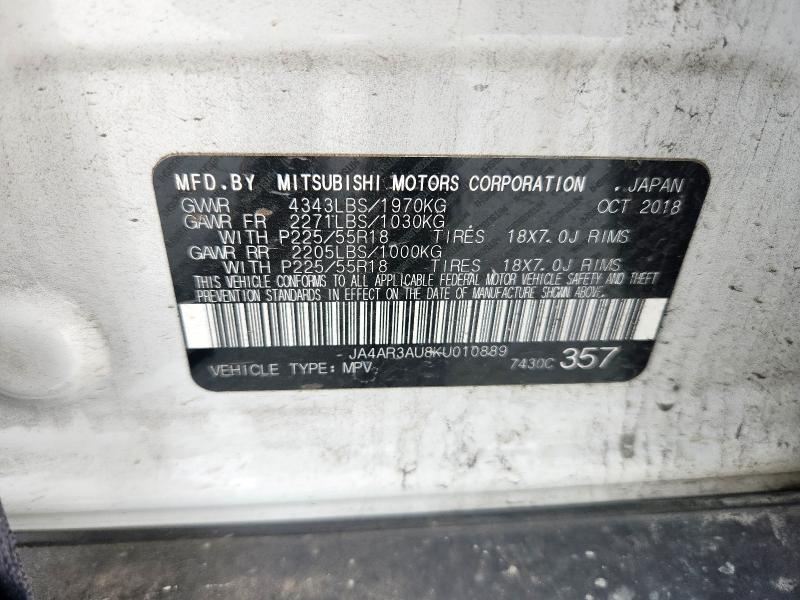 MFD.BY MITSUBISHI MOTORS CORPORATION .JAPAN
GVWR 4343LBS/1970KG OCT 2018
GAWR FR 2271LBS/1030KG
WITH P225/55R18 TIRES 18X7.0J RIMS
GAWR RR 2205LBS/1000KG
WITH P225/55R18 TIRES 18X7.0J RIMS
THIS VEHICLE CONFORMS TO ALL APPLICABLE FEDERAL MOTOR VEHICLE SAFETY AND THEFT
PREVENTION STANDARDS IN EFFECT ON THE DATE OF MANUFACTURE SHOWN ABOVE.
JA4AR3AU8KU010889
VEHICLE TYPE: MPV 7430C 357